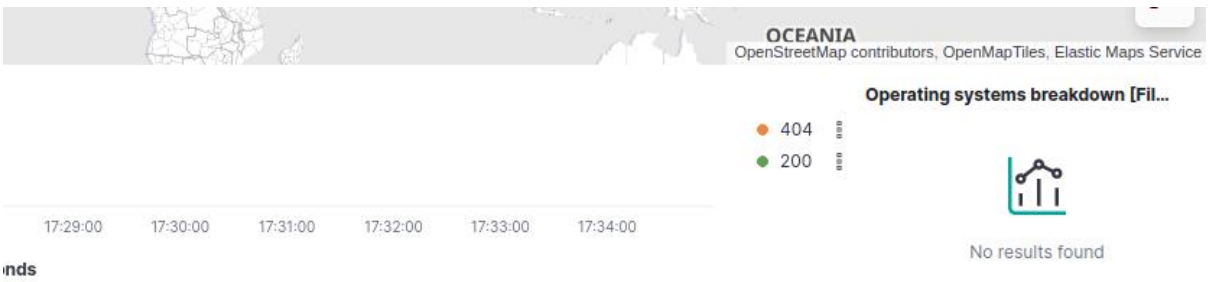 OCEANIA
OpenStreetMap contributors, OpenMapTiles, Elastic Maps Service
Operating systems breakdown [Fil...
404
200
17:29:00 17:30:00 17:31:00 17:32:00 17:33:00 17:34:00
No results found
onds